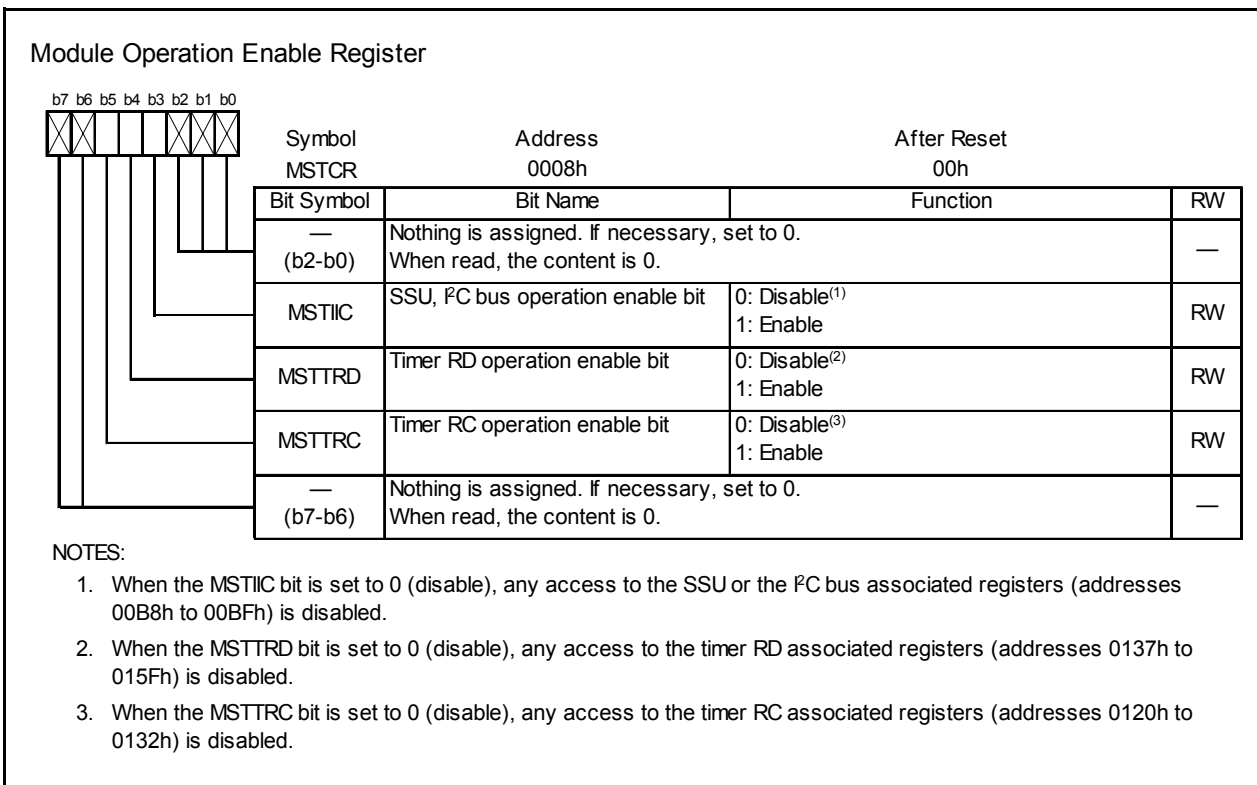 Module Operation Enable Register
b7 b6 b5 b4 b3 b2 b1 b0
Symbol Address After Reset
MSTCR 0008h 00h
Bit Symbol Bit Name Function RW
— Nothing is assigned. If necessary, set to 0. —
(b2-b0) When read, the content is 0.
MSTIIC SSU, I²C bus operation enable bit 0: Disable(1) RW
1: Enable
MSTTRD Timer RD operation enable bit 0: Disable(2) RW
1: Enable
MSTTRC Timer RC operation enable bit 0: Disable(3) RW
1: Enable
— Nothing is assigned. If necessary, set to 0. —
(b7-b6) When read, the content is 0.
NOTES:
1. When the MSTIIC bit is set to 0 (disable), any access to the SSU or the I²C bus associated registers (addresses
00B8h to 00BFh) is disabled.
2. When the MSTTRD bit is set to 0 (disable), any access to the timer RD associated registers (addresses 0137h to
015Fh) is disabled.
3. When the MSTTRC bit is set to 0 (disable), any access to the timer RC associated registers (addresses 0120h to
0132h) is disabled.